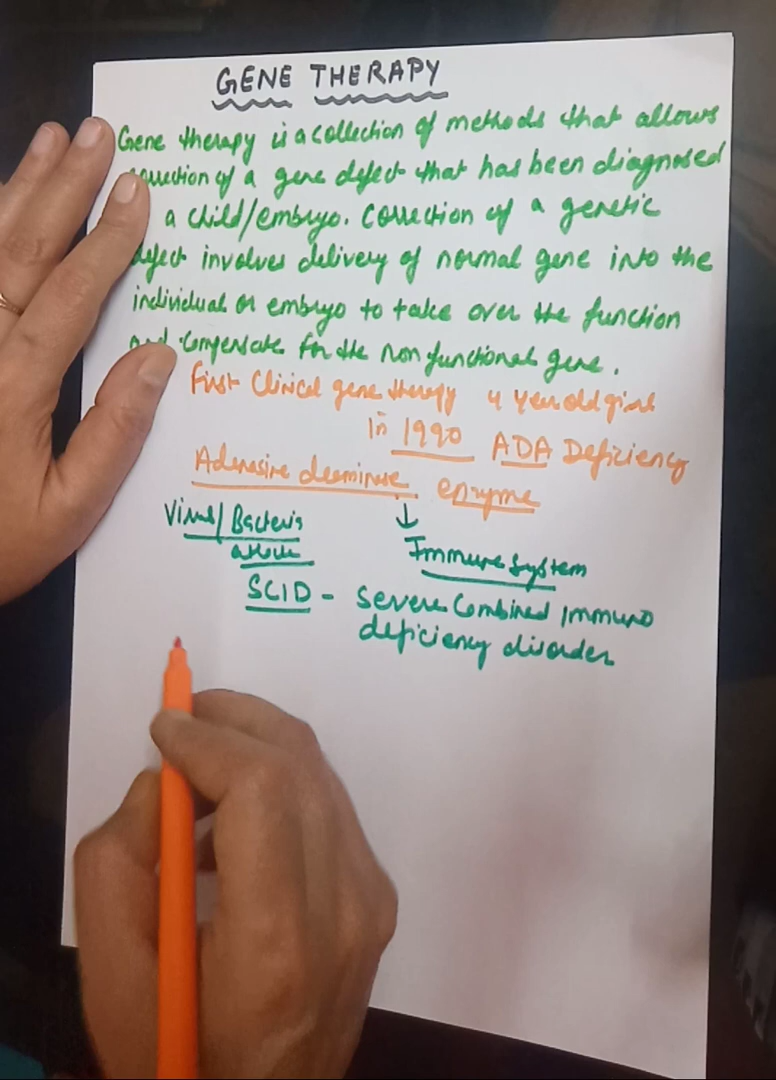 GENE THERAPY
Gene therapy is a collection of methods that allows
correction of a gene defect that has been diagnosed
a child/embryo. Correction of a genetic
defect involves delivery of normal gene into the
individual or embryo to take over the function
and compensate for the non functional gene.
First Clinical gene therapy 4 year old girl
in 1990 ADA Deficiency
Adenosine deaminase enzyme
Virus/Bacteria
attack
Immune system
SCID - Severe Combined Immuno
deficiency disorder